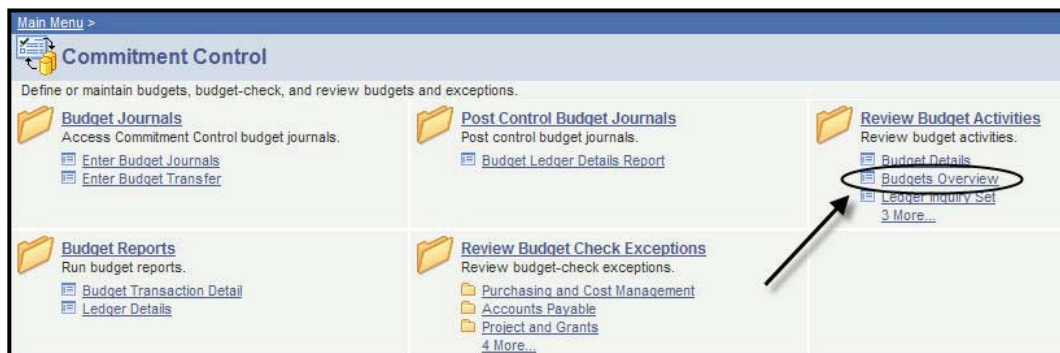 Main Menu >
Commitment Control
Define or maintain budgets, budget-check, and review budgets and exceptions.
Budget Journals
Access Commitment Control budget journals.
Enter Budget Journals
Enter Budget Transfer
Post Control Budget Journals
Post control budget journals.
Budget Ledger Details Report
Review Budget Activities
Review budget activities.
Budget Details
Budgets Overview
Ledger Inquiry Set
3 More...
Budget Reports
Run budget reports.
Budget Transaction Detail
Ledger Details
Review Budget Check Exceptions
Review budget-check exceptions.
Purchasing and Cost Management
Accounts Payable
Project and Grants
4 More...